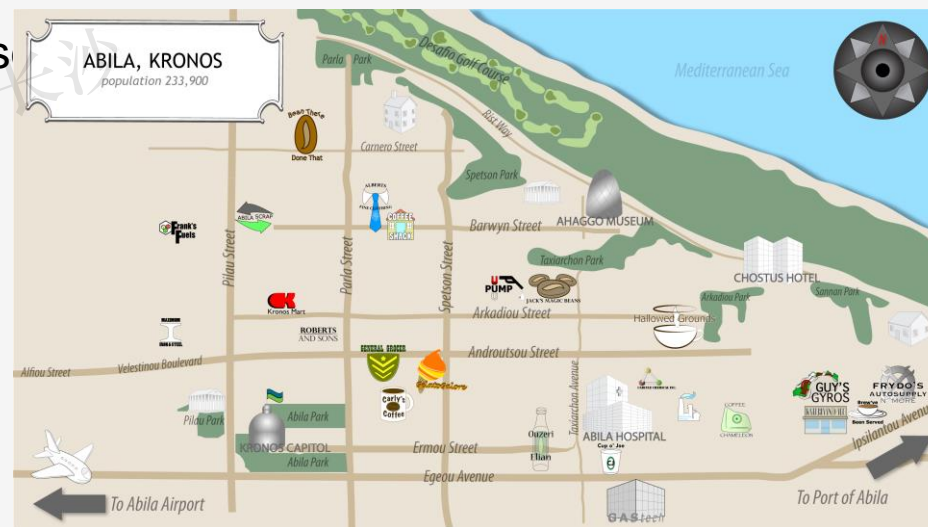 ABILA, KRONOS
population 233,900
Parla Park
Desafio Golf Course
Mediterranean Sea
Bean There
Done That
Carnero Street
Rist Way
Spetson Park
ABILA SCRAP
ALBERT'S
FINE CLOTHING
COFFEE
SHACK
Barwyn Street
AHAGGO MUSEUM
Frank's
Fuels
Pilau Street
Parla Street
Spetson Street
Taxiarchon Park
CHOSTUS HOTEL
U
PUMP
JACK'S MAGIC BEANS
Arkadiou Park
Sannan Park
Kronos Mart
Arkadiou Street
Hallowed Grounds
MAXIMUM
IRON & STEEL
ROBERTS
AND SONS
GENERAL GROCER
Gelatogalore
Androutsou Street
Alfiou Street
Velestinou Boulevard
Carly's
Coffee
Taxiarchon Avenue
GUY'S
GYROS
FRYDO'S
AUTOSUPPLY
N' MORE
COFFEE
CHAMELEON
Brew've
Been Served
Pilau Park
Abila Park
KRONOS CAPITOL
Abila Park
Ermou Street
Ouzeri
Elian
ABILA HOSPITAL
Cup o' Joe
Ipsilantou Avenue
Egeou Avenue
To Abila Airport
GAStech
To Port of Abila